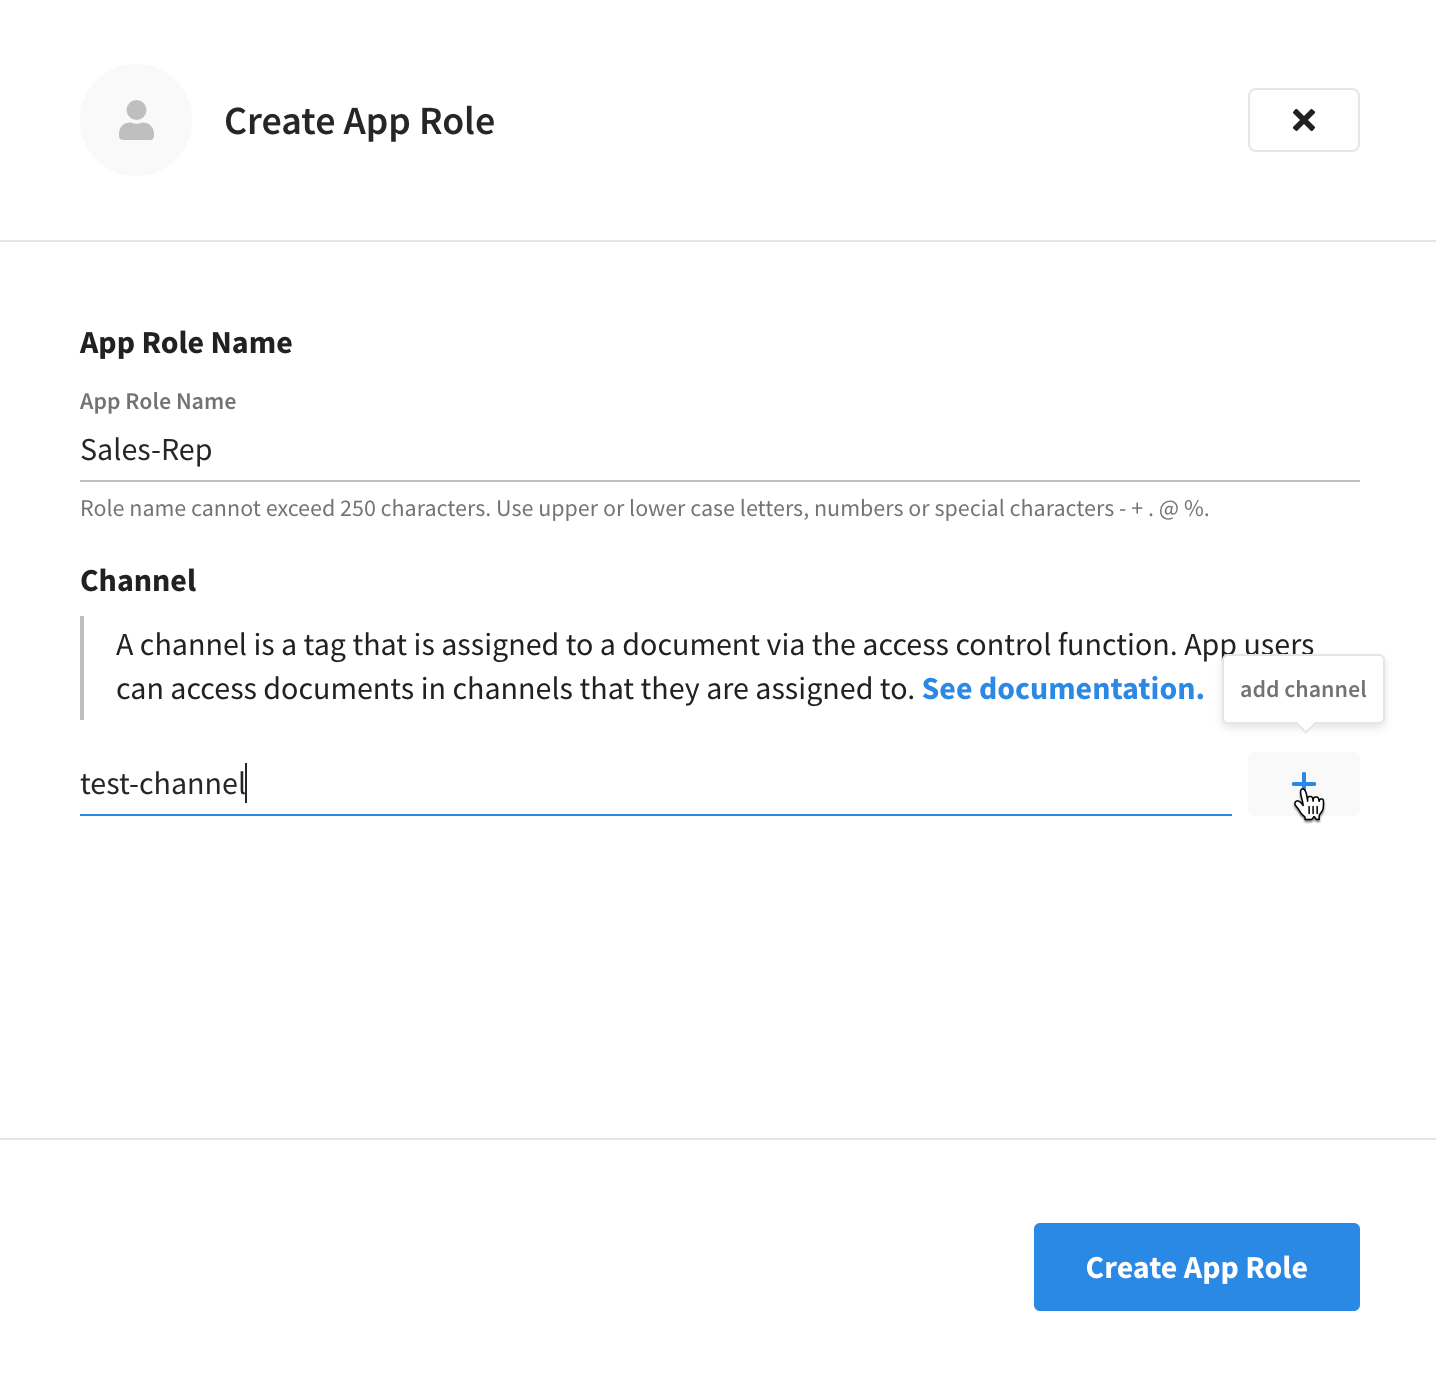 Create App Role
App Role Name
App Role Name
Sales-Rep
Role name cannot exceed 250 characters. Use upper or lower case letters, numbers or special characters - + . @ %.
Channel
A channel is a tag that is assigned to a document via the access control function. App users
can access documents in channels that they are assigned to. See documentation.
add channel
test-channel
Create App Role